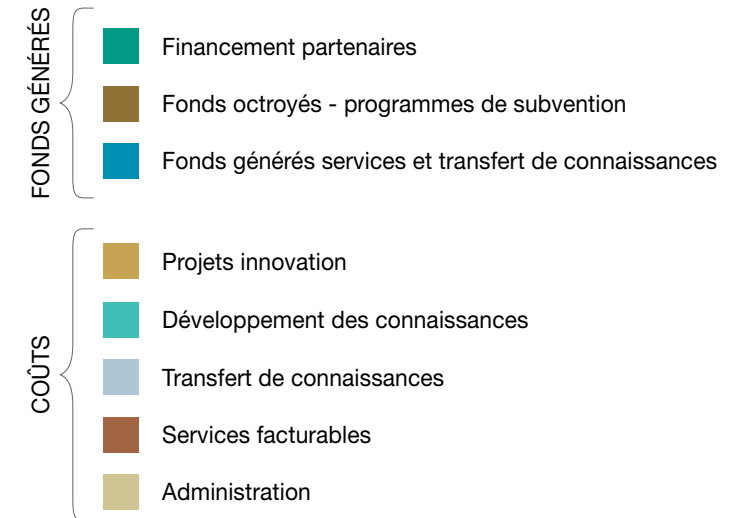 FONDS GÉNÉRÉS
Financement partenaires
Fonds octroyés - programmes de subvention
Fonds générés services et transfert de connaissances
COÛTS
Projets innovation
Développement des connaissances
Transfert de connaissances
Services facturables
Administration